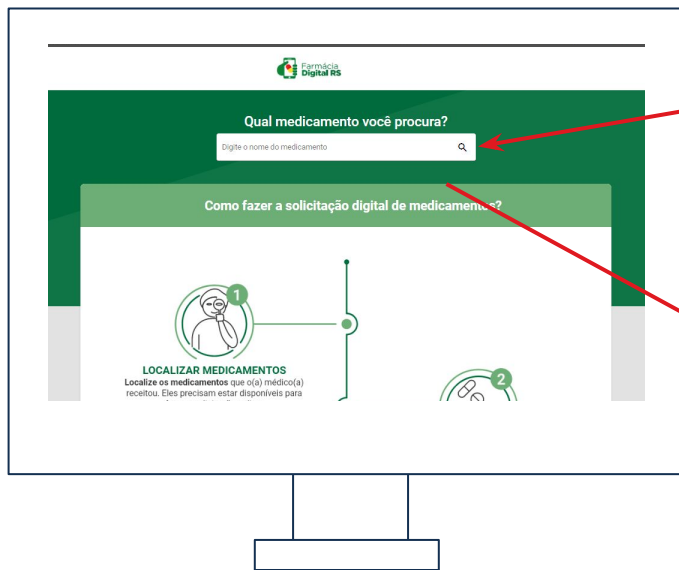 Farmácia
Digital RS
Qual medicamento você procura?
Digite o nome do medicamento
Como fazer a solicitação digital de medicamentos?
1
LOCALIZAR MEDICAMENTOS
Localize os medicamentos que o(a) médico(a)
receitou. Eles precisam estar disponíveis para
2